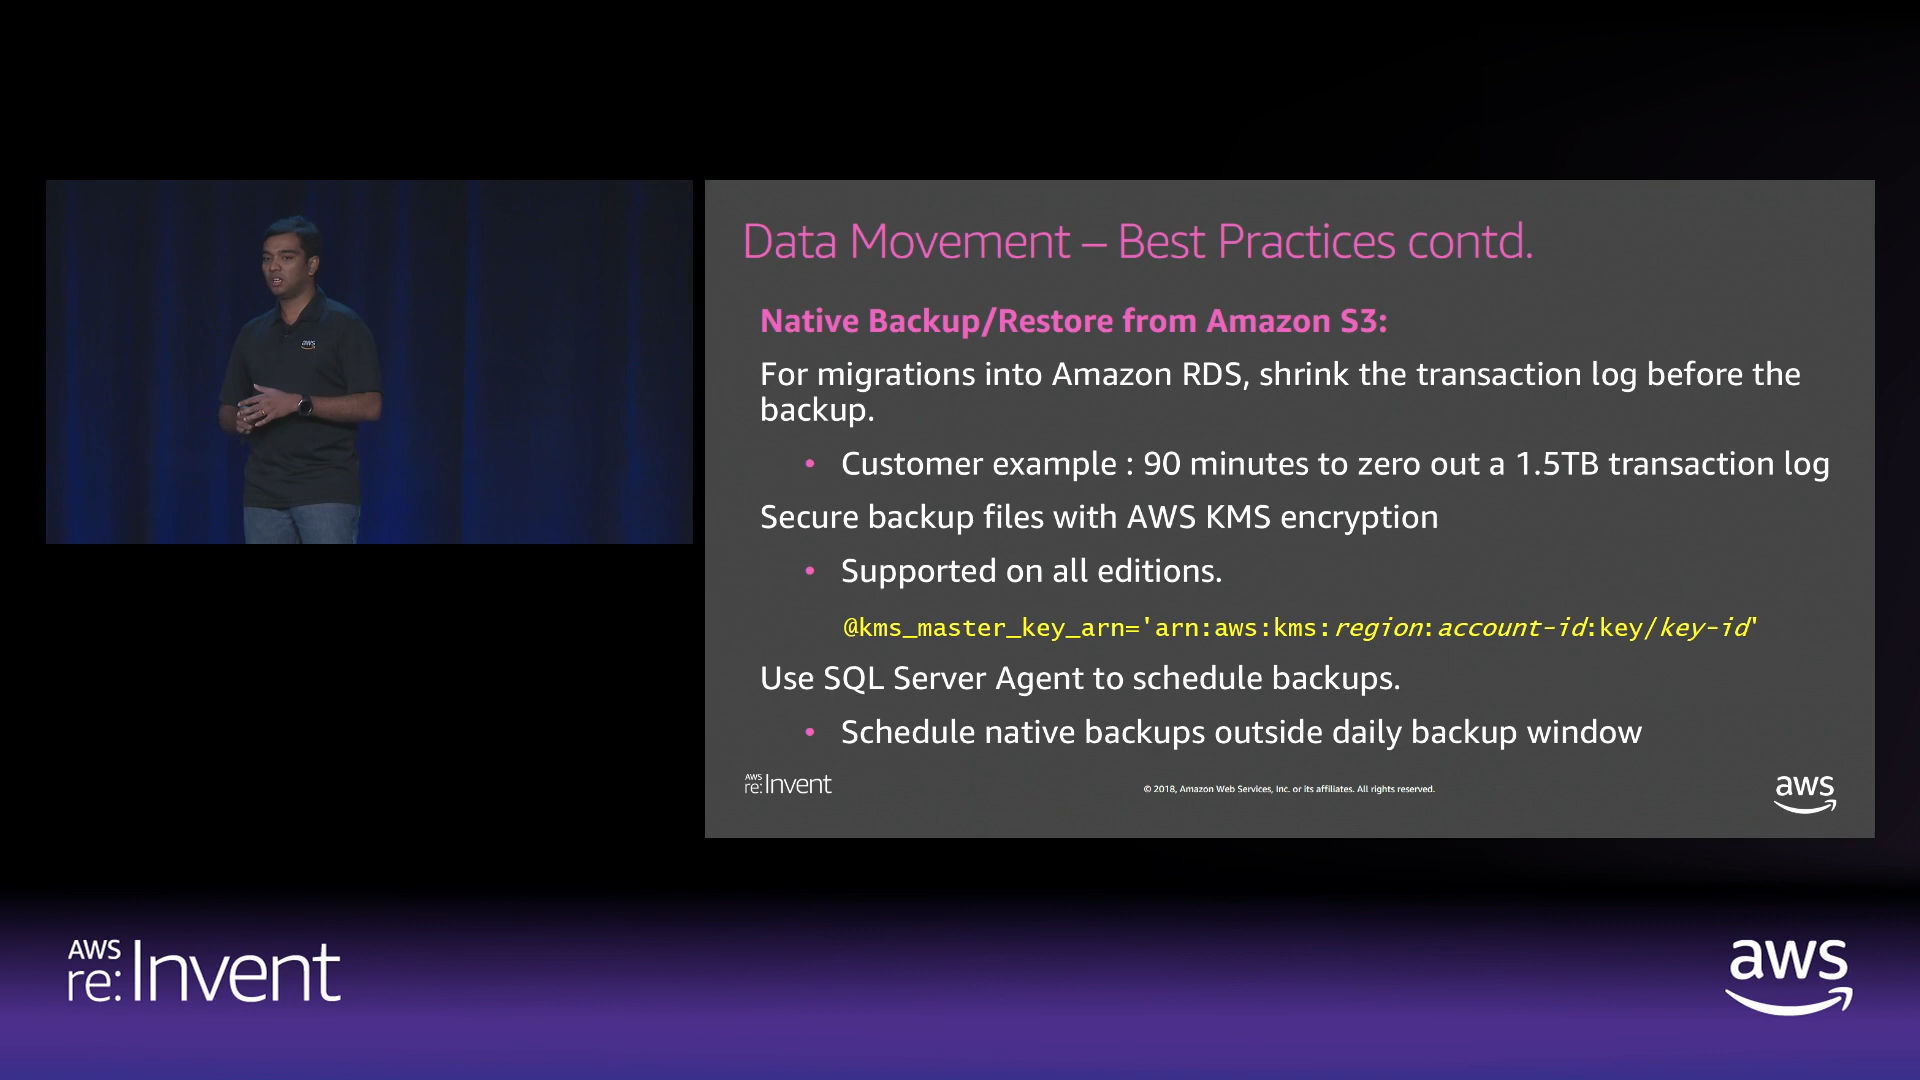 aws
Data Movement – Best Practices contd.
Native Backup/Restore from Amazon S3:
For migrations into Amazon RDS, shrink the transaction log before the
backup.
• Customer example : 90 minutes to zero out a 1.5TB transaction log
Secure backup files with AWS KMS encryption
• Supported on all editions.
@kms_master_key_arn='arn:aws:kms:region:account-id:key/key-id'
Use SQL Server Agent to schedule backups.
• Schedule native backups outside daily backup window
AWS
re:Invent
© 2018, Amazon Web Services, Inc. or its affiliates. All rights reserved.
aws
AWS
re:Invent
aws